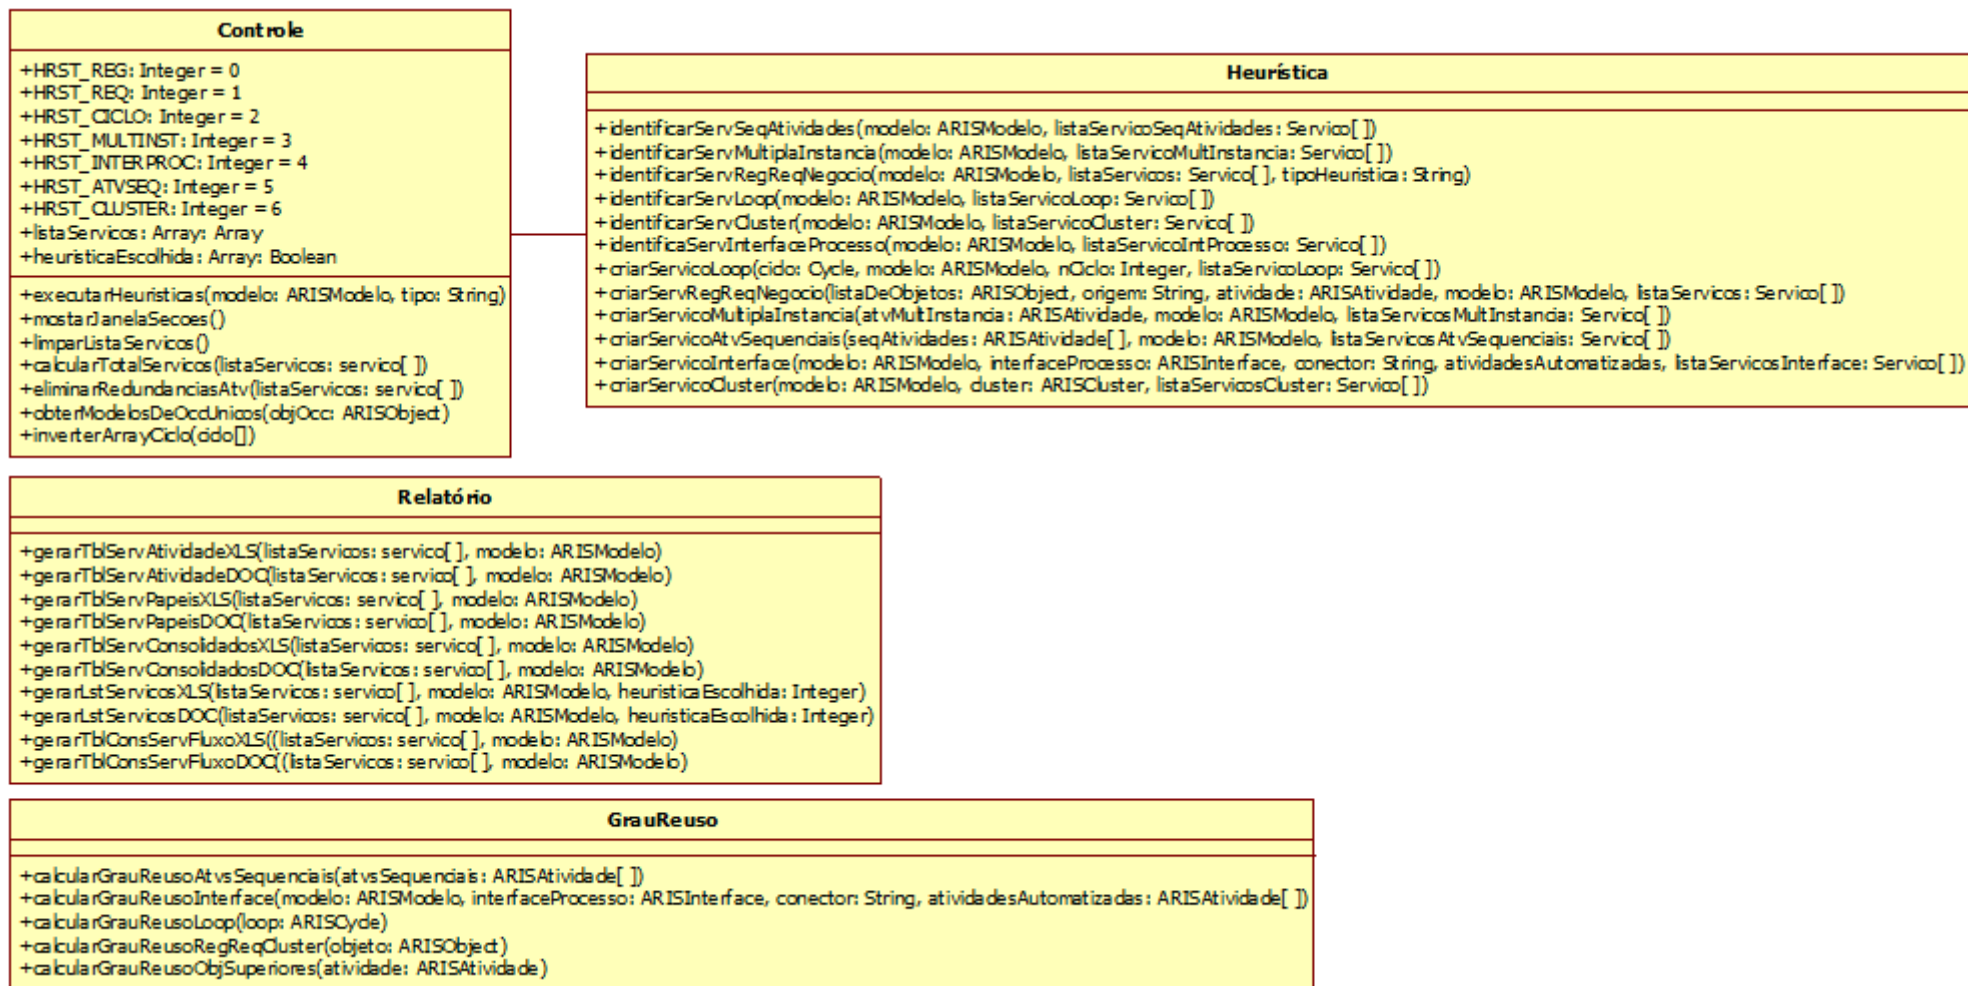 Controle
+HRST_REG: Integer = 0
+HRST_REQ: Integer = 1
+HRST_CICLO: Integer = 2
+HRST_MULTINST: Integer = 3
+HRST_INTERPROC: Integer = 4
+HRST_ATVSEQ: Integer = 5
+HRST_CLUSTER: Integer = 6
+listaServicos: Array: Array
+heuristicaEscolhida: Array: Boolean
+executarHeuristicas(modelo: ARISModelo, tipo: String)
+mostarJanelaSecoes()
+limparListaServicos()
+calcularTotalServicos(listaServicos: servico[ ])
+eliminarRedundanciasAtv(listaServicos: servico[ ])
+obterModelosDeOccUnicos(objOcc: ARISObject)
+inverterArrayCiclo(ciclo[])
Heurística
+identificarServSeqAtividades(modelo: ARISModelo, listaServicoSeqAtividades: Servico[ ])
+identificarServMultiplaInstancia(modelo: ARISModelo, listaServicoMultInstancia: Servico[ ])
+identificarServRegReqNegocio(modelo: ARISModelo, listaServicos: Servico[ ], tipoHeuristica: String)
+identificarServLoop(modelo: ARISModelo, listaServicoLoop: Servico[ ])
+identificarServCluster(modelo: ARISModelo, listaServicoCluster: Servico[ ])
+identificaServInterfaceProcesso(modelo: ARISModelo, listaServicoIntProcesso: Servico[ ])
+criarServicoLoop(ciclo: Cycle, modelo: ARISModelo, nCiclo: Integer, listaServicoLoop: Servico[ ])
+criarServRegReqNegocio(listaDeObjetos: ARISObject, origem: String, atividade: ARISAtividade, modelo: ARISModelo, listaServicos: Servico[ ])
+criarServicoMultiplaInstancia(atvMultInstancia: ARISAtividade, modelo: ARISModelo, listaServicosMultInstancia: Servico[ ])
+criarServicoAtvSequenciais(seqAtividades: ARISAtividade[ ], modelo: ARISModelo, listaServicosAtvSequenciais: Servico[ ])
+criarServicoInterface(modelo: ARISModelo, interfaceProcesso: ARISInterface, conector: String, atividadesAutomatizadas, listaServicosInterface: Servico[ ])
+criarServicoCluster(modelo: ARISModelo, cluster: ARISCluster, listaServicosCluster: Servico[ ])
Relatório
+gerarTblServAtividadeXLS(listaServicos: servico[ ], modelo: ARISModelo)
+gerarTblServAtividadeDOC(listaServicos: servico[ ], modelo: ARISModelo)
+gerarTblServPapeisXLS(listaServicos: servico[ ], modelo: ARISModelo)
+gerarTblServPapeisDOC(listaServicos: servico[ ], modelo: ARISModelo)
+gerarTblServConsolidadosXLS(listaServicos: servico[ ], modelo: ARISModelo)
+gerarTblServConsolidadosDOC(listaServicos: servico[ ], modelo: ARISModelo)
+gerarLstServicosXLS(listaServicos: servico[ ], modelo: ARISModelo, heuristicaEscolhida: Integer)
+gerarLstServicosDOC(listaServicos: servico[ ], modelo: ARISModelo, heuristicaEscolhida: Integer)
+gerarTblConsServFluxoXLS((listaServicos: servico[ ], modelo: ARISModelo)
+gerarTblConsServFluxoDOC((listaServicos: servico[ ], modelo: ARISModelo)
GrauReuso
+calcularGrauReusoAtvsSequenciais(atvsSequenciais: ARISAtividade[ ])
+calcularGrauReusoInterface(modelo: ARISModelo, interfaceProcesso: ARISInterface, conector: String, atividadesAutomatizadas: ARISAtividade[ ])
+calcularGrauReusoLoop(loop: ARISCycle)
+calcularGrauReusoRegReqCluster(objeto: ARISObject)
+calcularGrauReusoObjSuperiores(atividade: ARISAtividade)